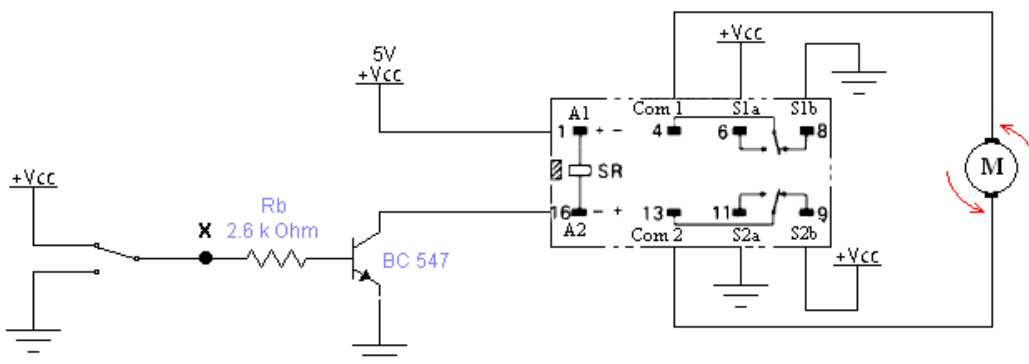 +Vcc
5V
+Vcc
A1
Com 1
S1a
S1b
1 + -
4
6
8
SR
+Vcc
Rb
2.6 k Ohm
X
BC 547
16 - +
13
11
9
A2
Com 2
S2a
S2b
+Vcc
M